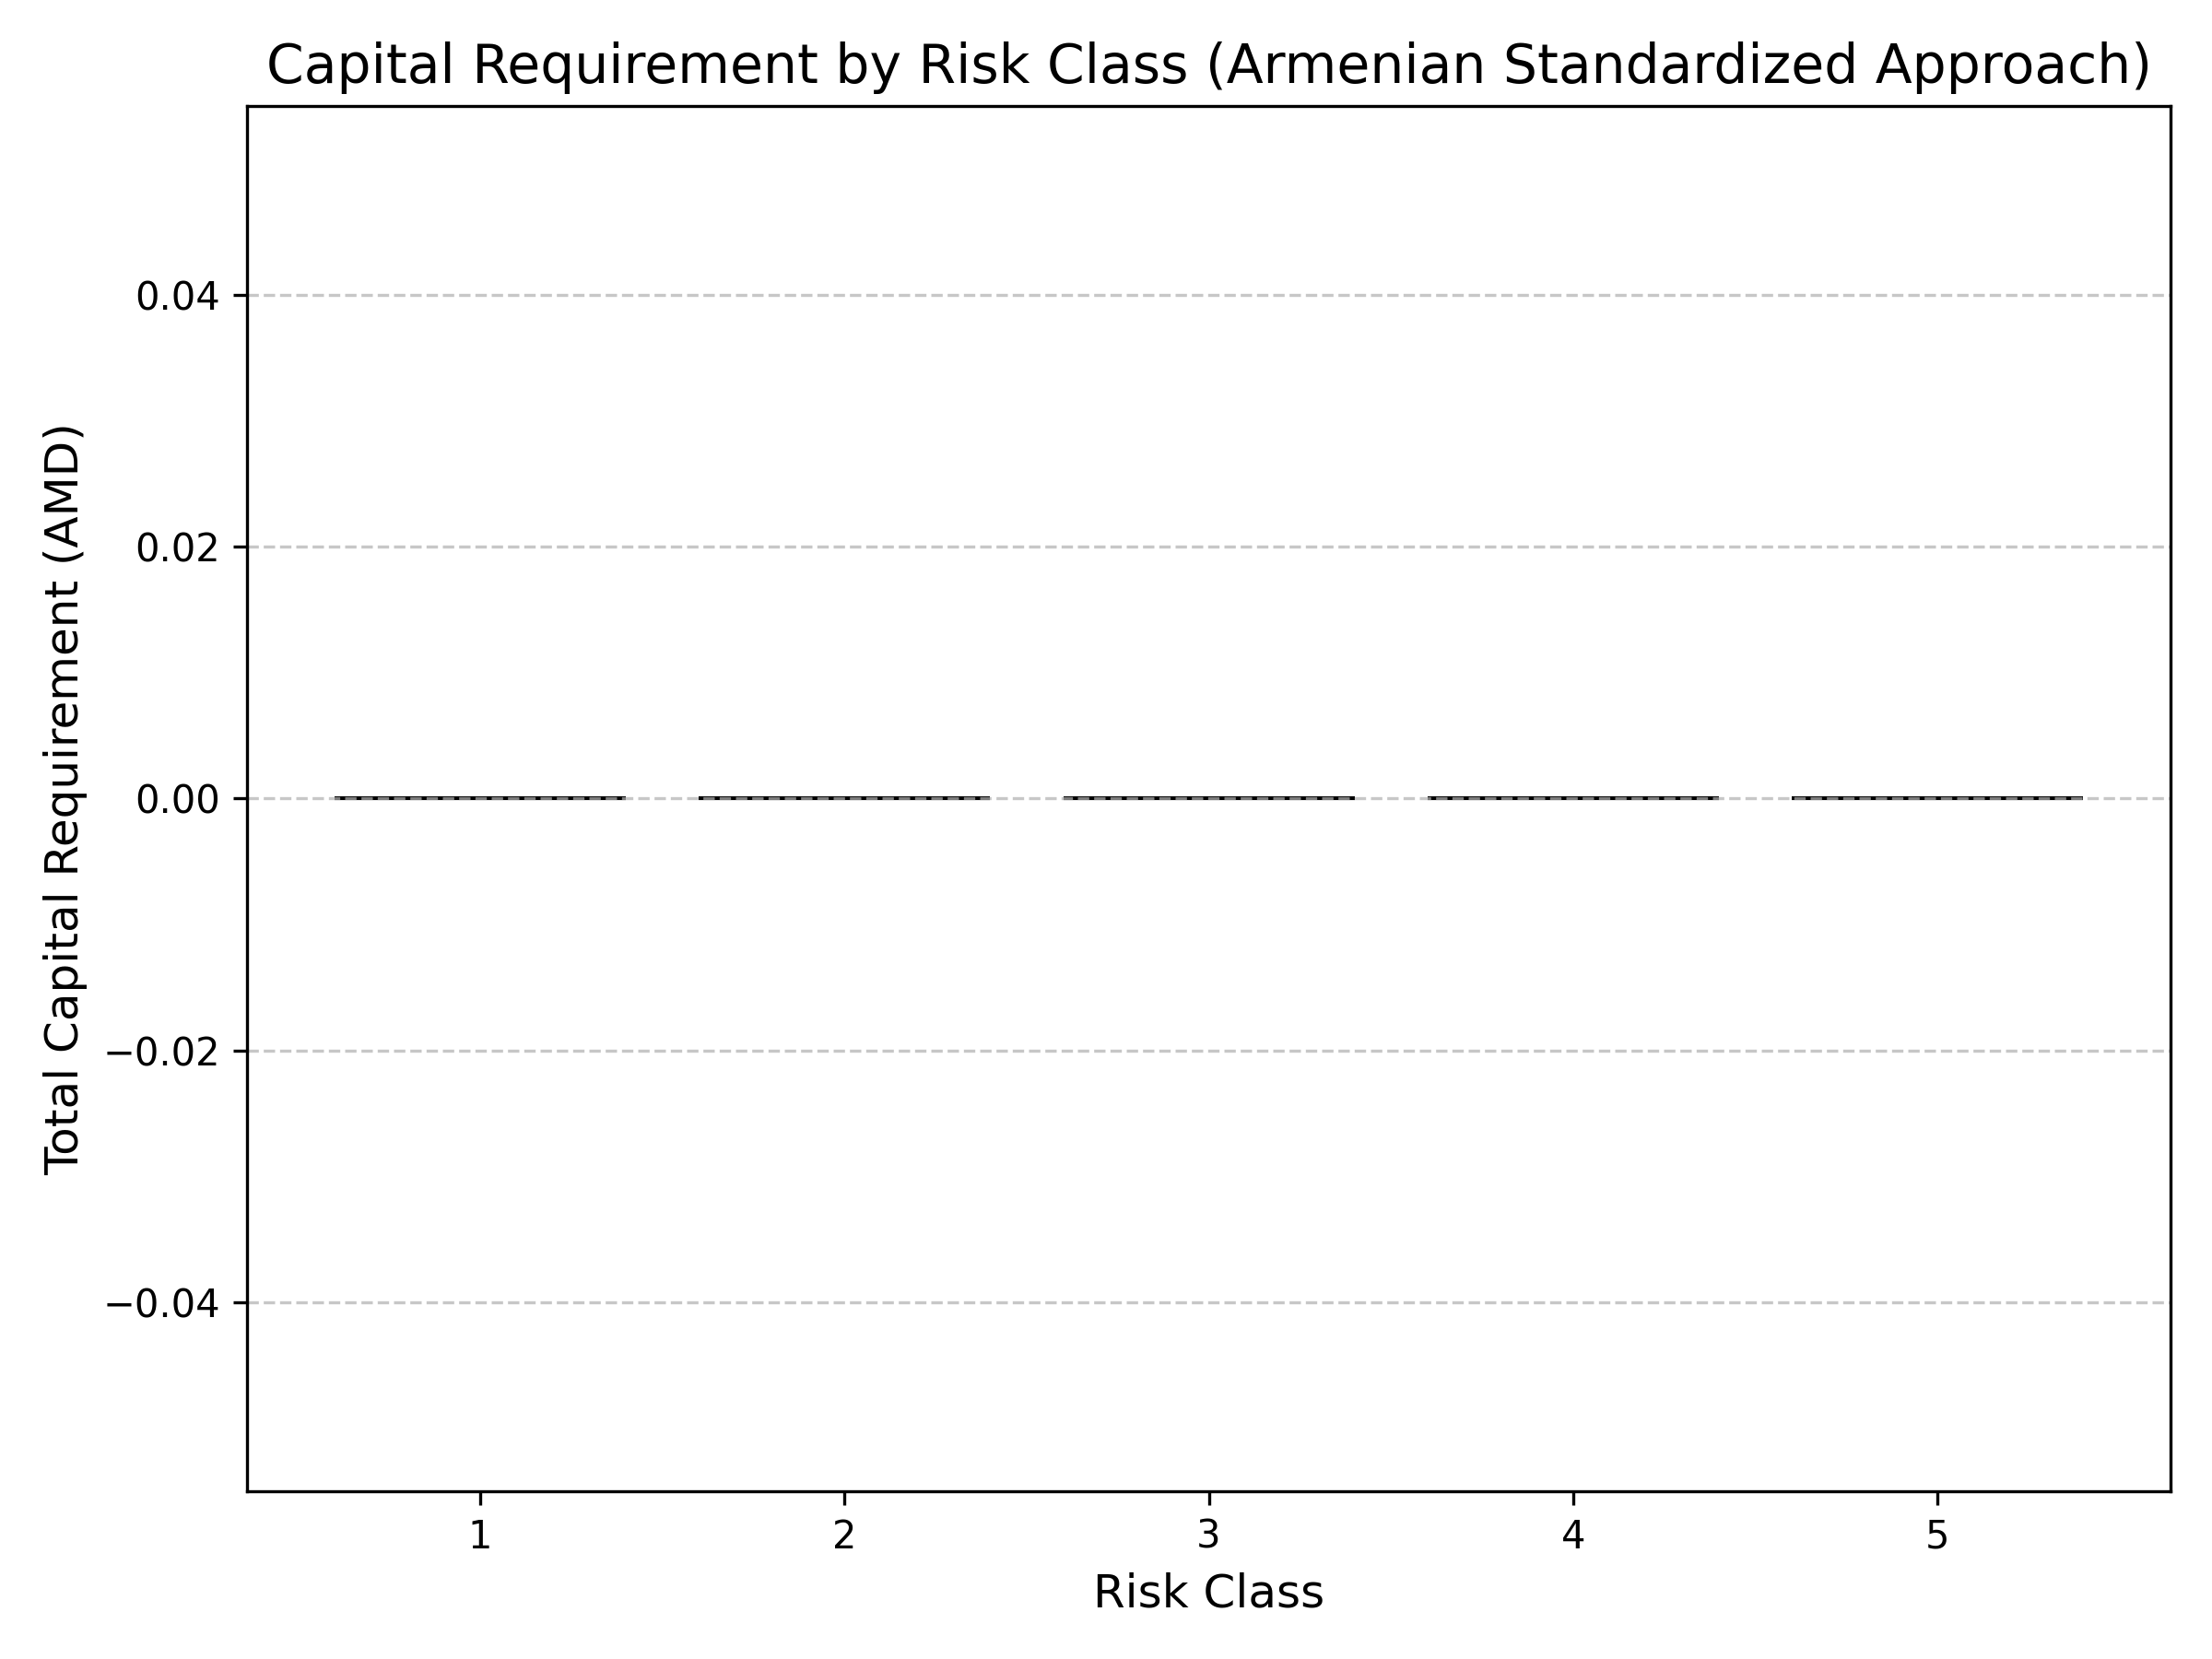 Capital Requirement by Risk Class (Armenian Standardized Approach)
Total Capital Requirement (AMD)
0.04
0.02
0.00
−0.02
−0.04
1 2 3 4 5
Risk Class